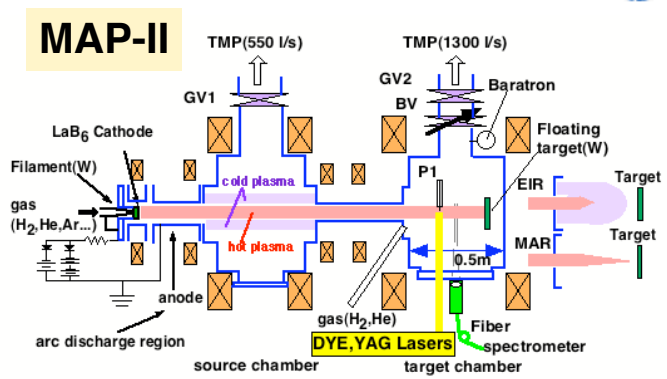 MAP-II
TMP(550 l/s)
TMP(1300 l/s)
GV1
GV2
BV
Baratron
LaB6 Cathode
Floating
target(W)
Filament(W)
P1
cold plasma
hot plasma
EIR
Target
gas
(H2,He,Ar...)
MAR
Target
0.5m
anode
gas(H2,He)
arc discharge region
DYE,YAG Lasers
Fiber
spectrometer
source chamber
target chamber